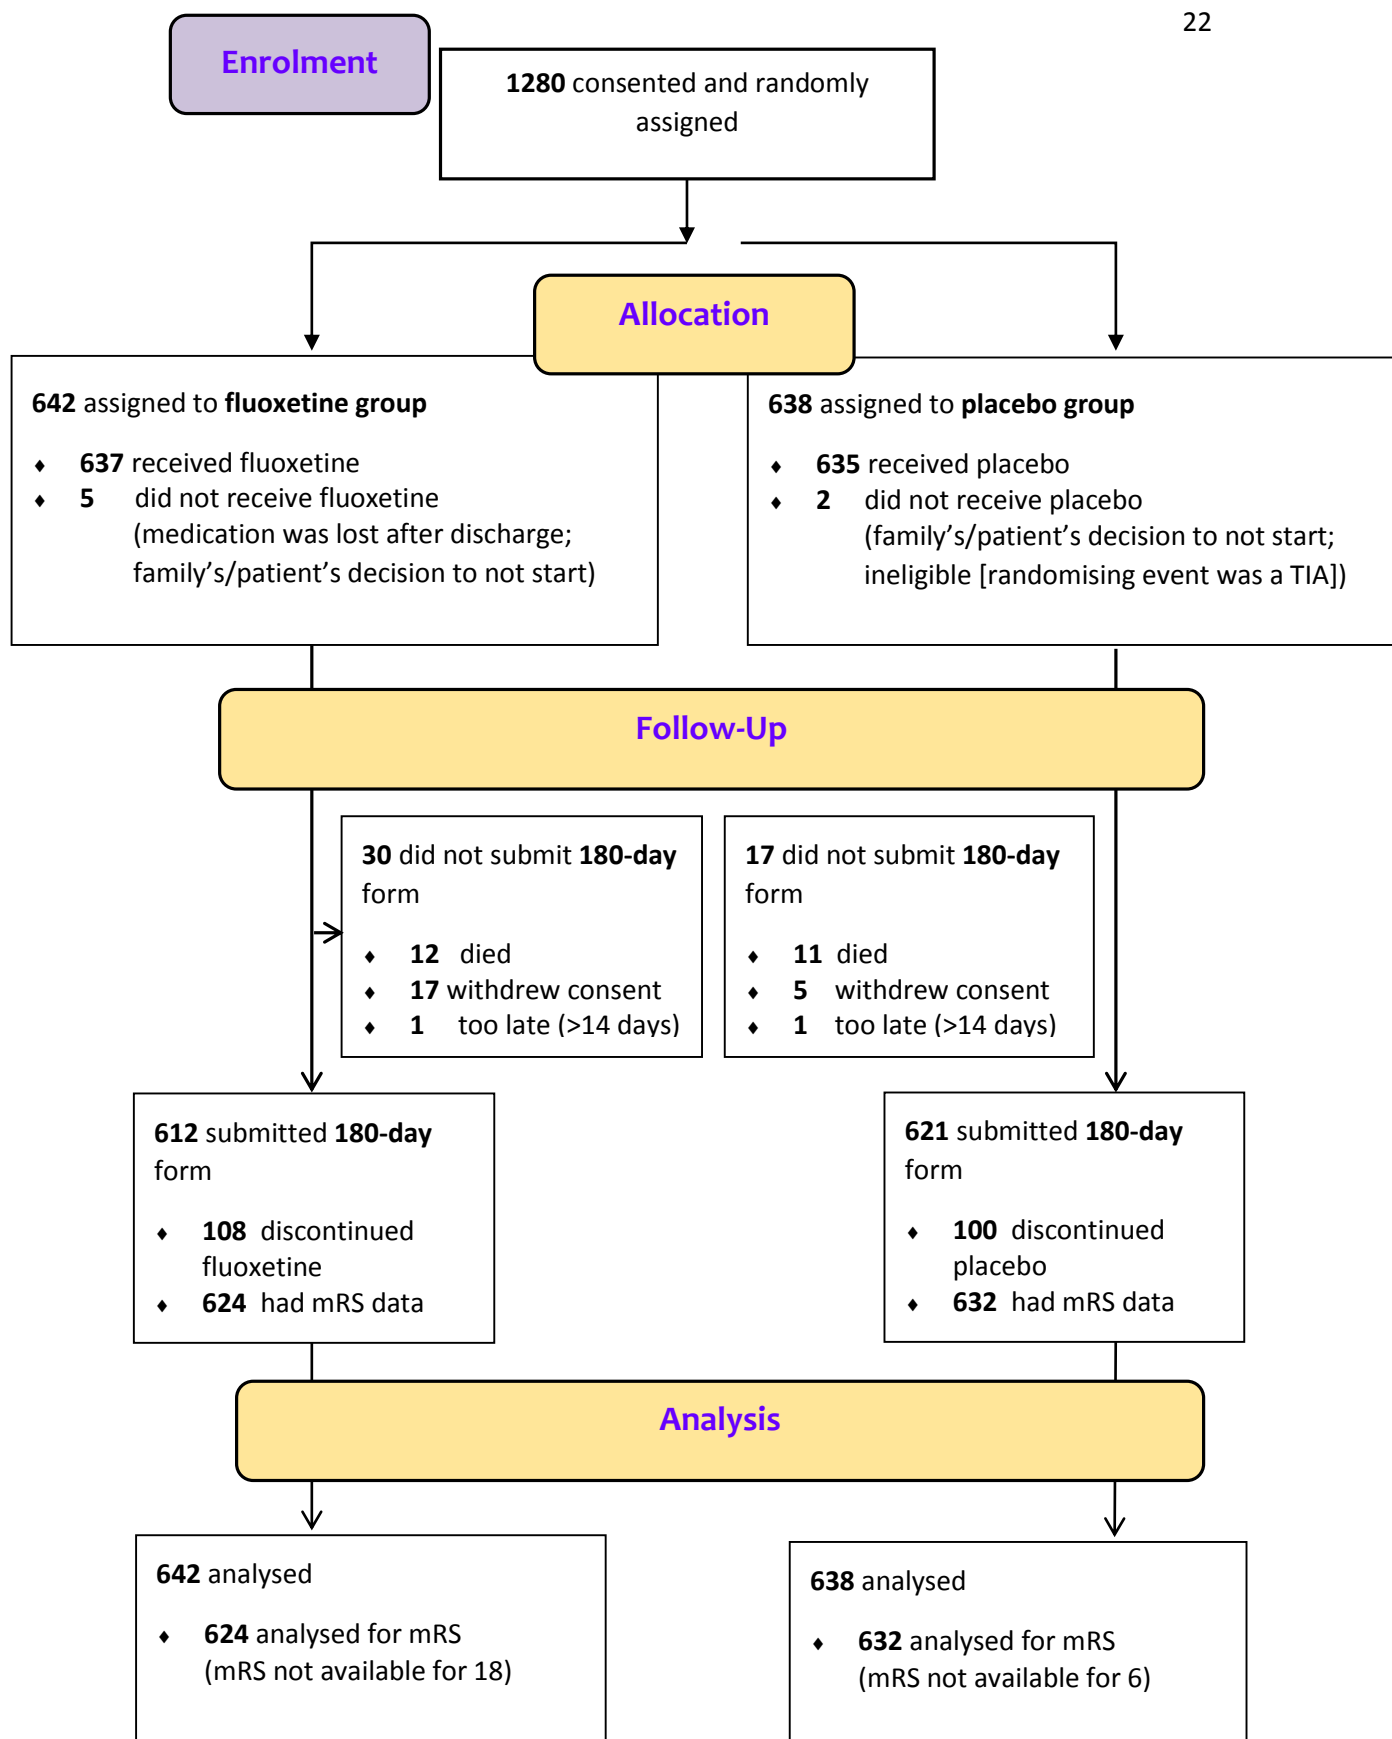 22
Enrolment
1280 consented and randomly
assigned
Allocation
642 assigned to fluoxetine group
♦ 637 received fluoxetine
♦ 5 did not receive fluoxetine
(medication was lost after discharge;
family’s/patient’s decision to not start)
638 assigned to placebo group
♦ 635 received placebo
♦ 2 did not receive placebo
(family’s/patient’s decision to not start;
ineligible [randomising event was a TIA])
Follow-Up
30 did not submit 180-day
form
♦ 12 died
♦ 17 withdrew consent
♦ 1 too late (>14 days)
17 did not submit 180-day
form
♦ 11 died
♦ 5 withdrew consent
♦ 1 too late (>14 days)
612 submitted 180-day
form
♦ 108 discontinued
fluoxetine
♦ 624 had mRS data
621 submitted 180-day
form
♦ 100 discontinued
placebo
♦ 632 had mRS data
Analysis
642 analysed
♦ 624 analysed for mRS
(mRS not available for 18)
638 analysed
♦ 632 analysed for mRS
(mRS not available for 6)